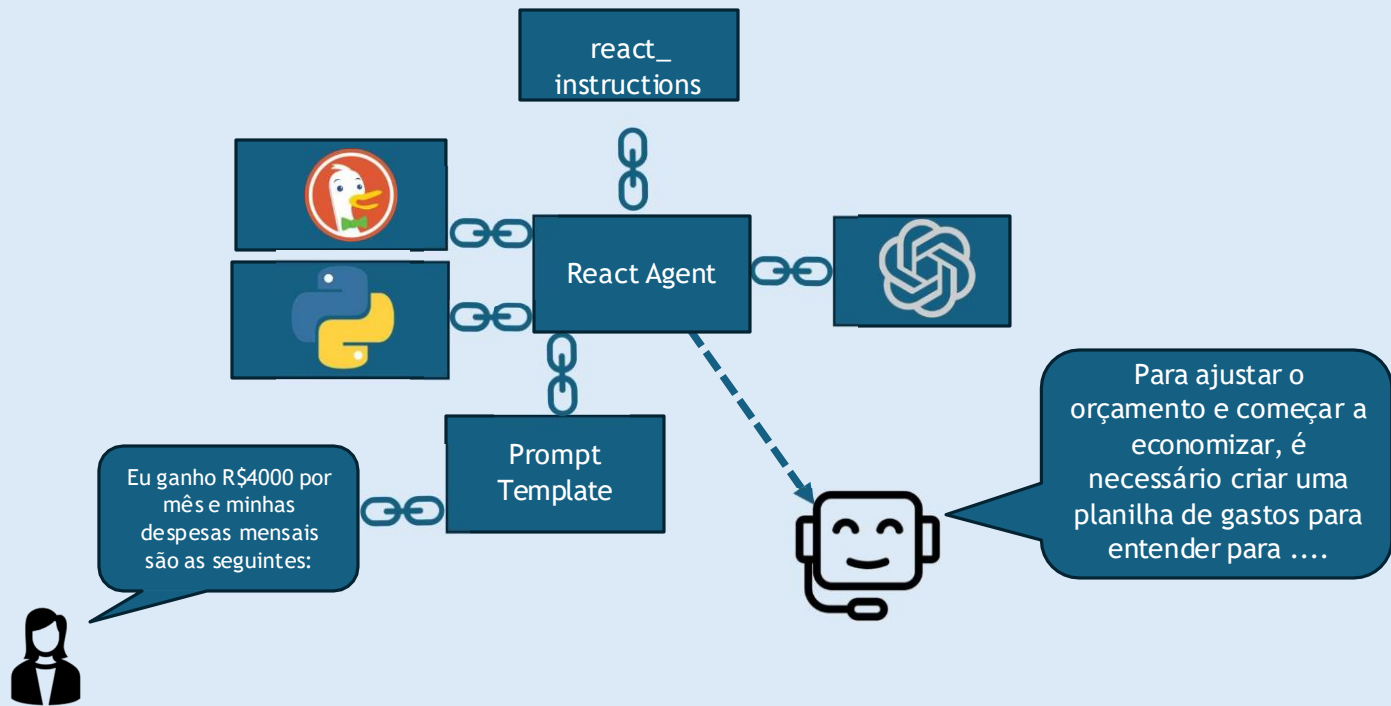 react_
instructions
React Agent
Prompt
Template
Eu ganho R$4000 por
mês e minhas
despesas mensais
são as seguintes:
Para ajustar o
orçamento e começar a
economizar, é
necessário criar uma
planilha de gastos para
entender para ....